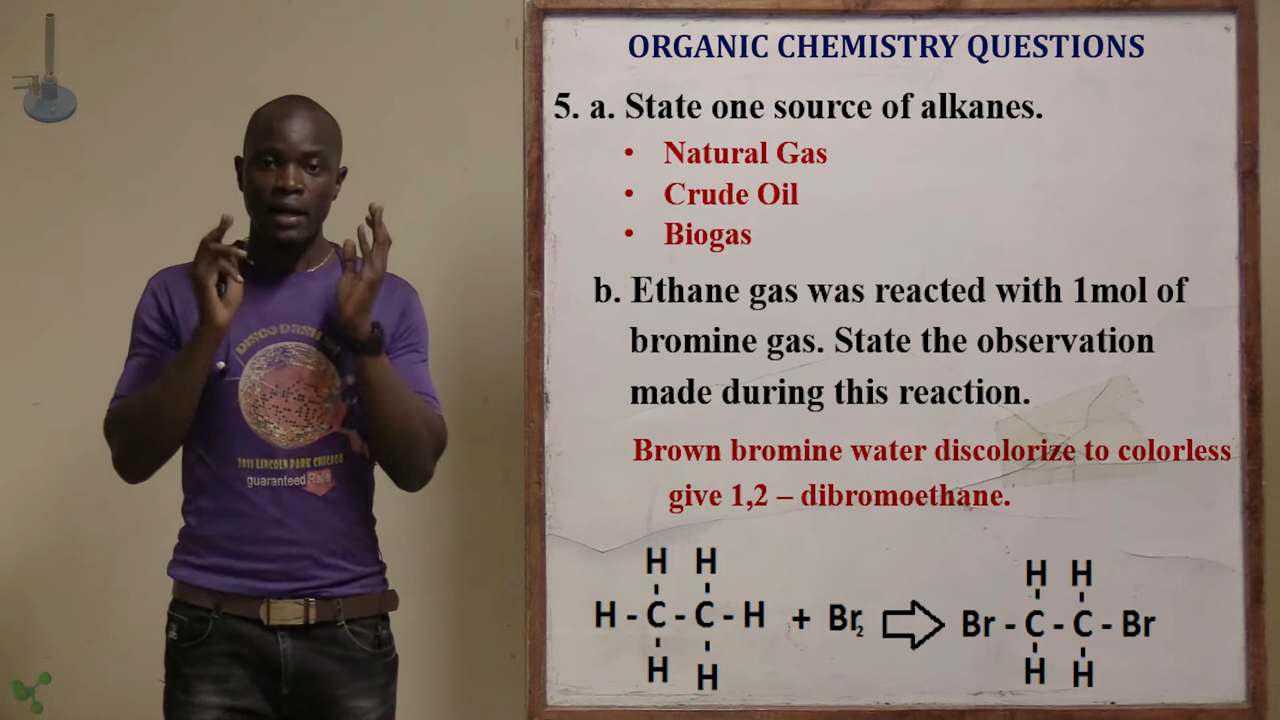 ORGANIC CHEMISTRY QUESTIONS
5. a. State one source of alkanes.
• Natural Gas
• Crude Oil
• Biogas
b. Ethane gas was reacted with 1mol of
bromine gas. State the observation
made during this reaction.
Brown bromine water discolorize to colorless
give 1,2 – dibromoethane.
H H
H - C - C - H + Br2
H H
H H
Br - C - C - Br
H H
2011 LINCOLN PARK CHICAGO
guaranteed